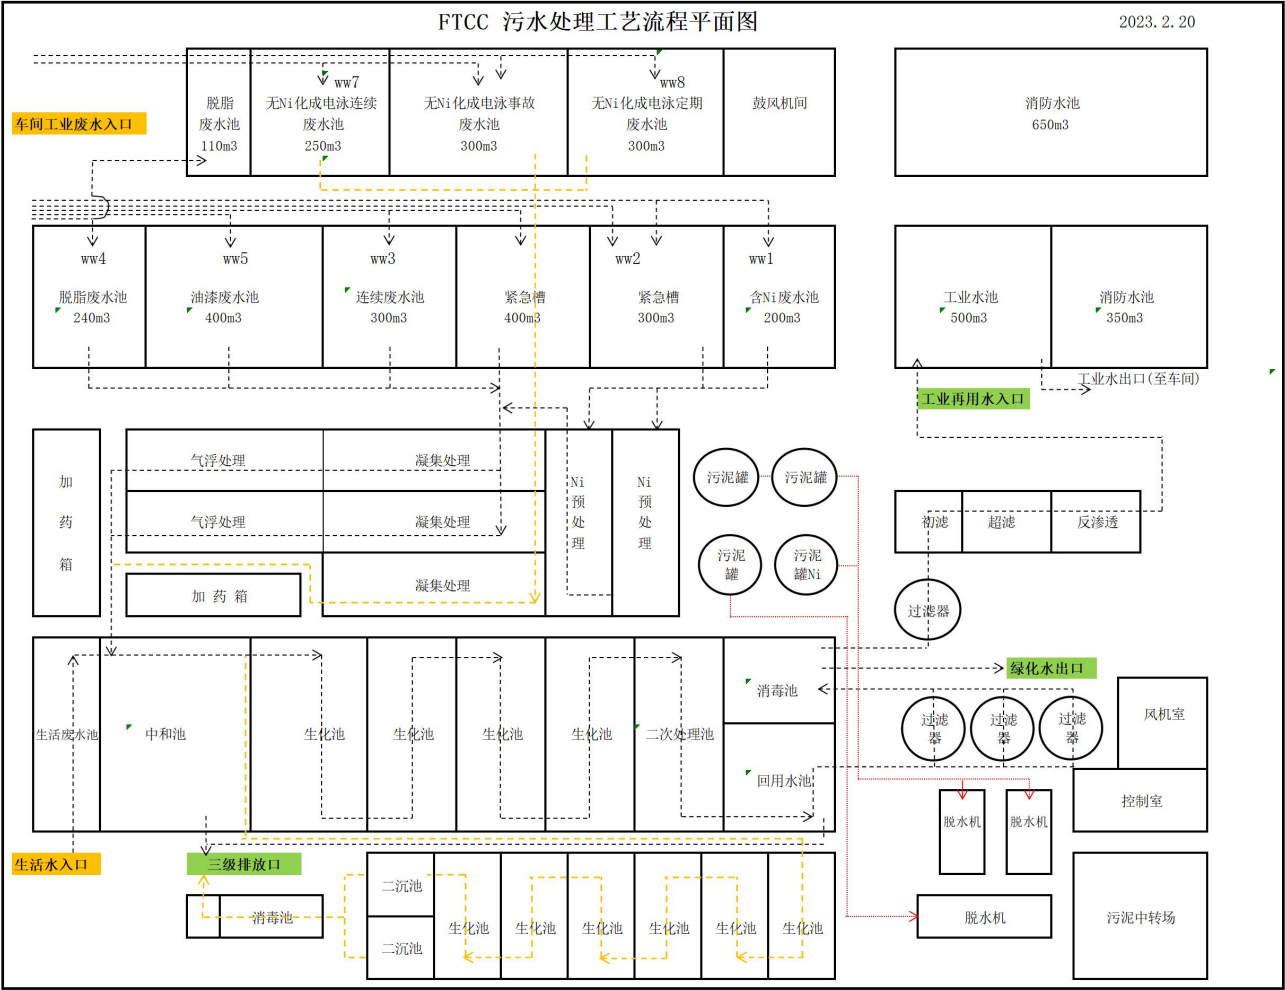 FTCC 污水处理工艺流程平面图
2023.2.20
车间工业废水入口
脱脂
废水池
110m3
ww7
无Ni化成电泳连续
废水池
250m3
无Ni化成电泳事故
废水池
300m3
ww8
无Ni化成电泳定期
废水池
300m3
鼓风机间
消防水池
650m3
ww4
脱脂废水池
240m3
ww5
油漆废水池
400m3
ww3
连续废水池
300m3
紧急槽
400m3
ww2
紧急槽
300m3
ww1
含Ni废水池
200m3
工业水池
500m3
消防水池
350m3
工业水出口(至车间)
工业再用水入口
加
药
箱
气浮处理
凝集处理
气浮处理
凝集处理
凝集处理
加 药 箱
Ni
预
处
理
Ni
预
处
理
污泥罐
污泥罐
污泥
罐
污泥
罐Ni
初滤
超滤
反渗透
过滤器
绿化水出口
生活废水池
中和池
生化池
生化池
生化池
生化池
二次处理池
消毒池
回用水池
过滤
器
过滤
器
过滤
器
风机室
控制室
脱水机
脱水机
生活水入口
三级排放口
消毒池
二沉池
二沉池
生化池
生化池
生化池
生化池
生化池
生化池
脱水机
污泥中转场